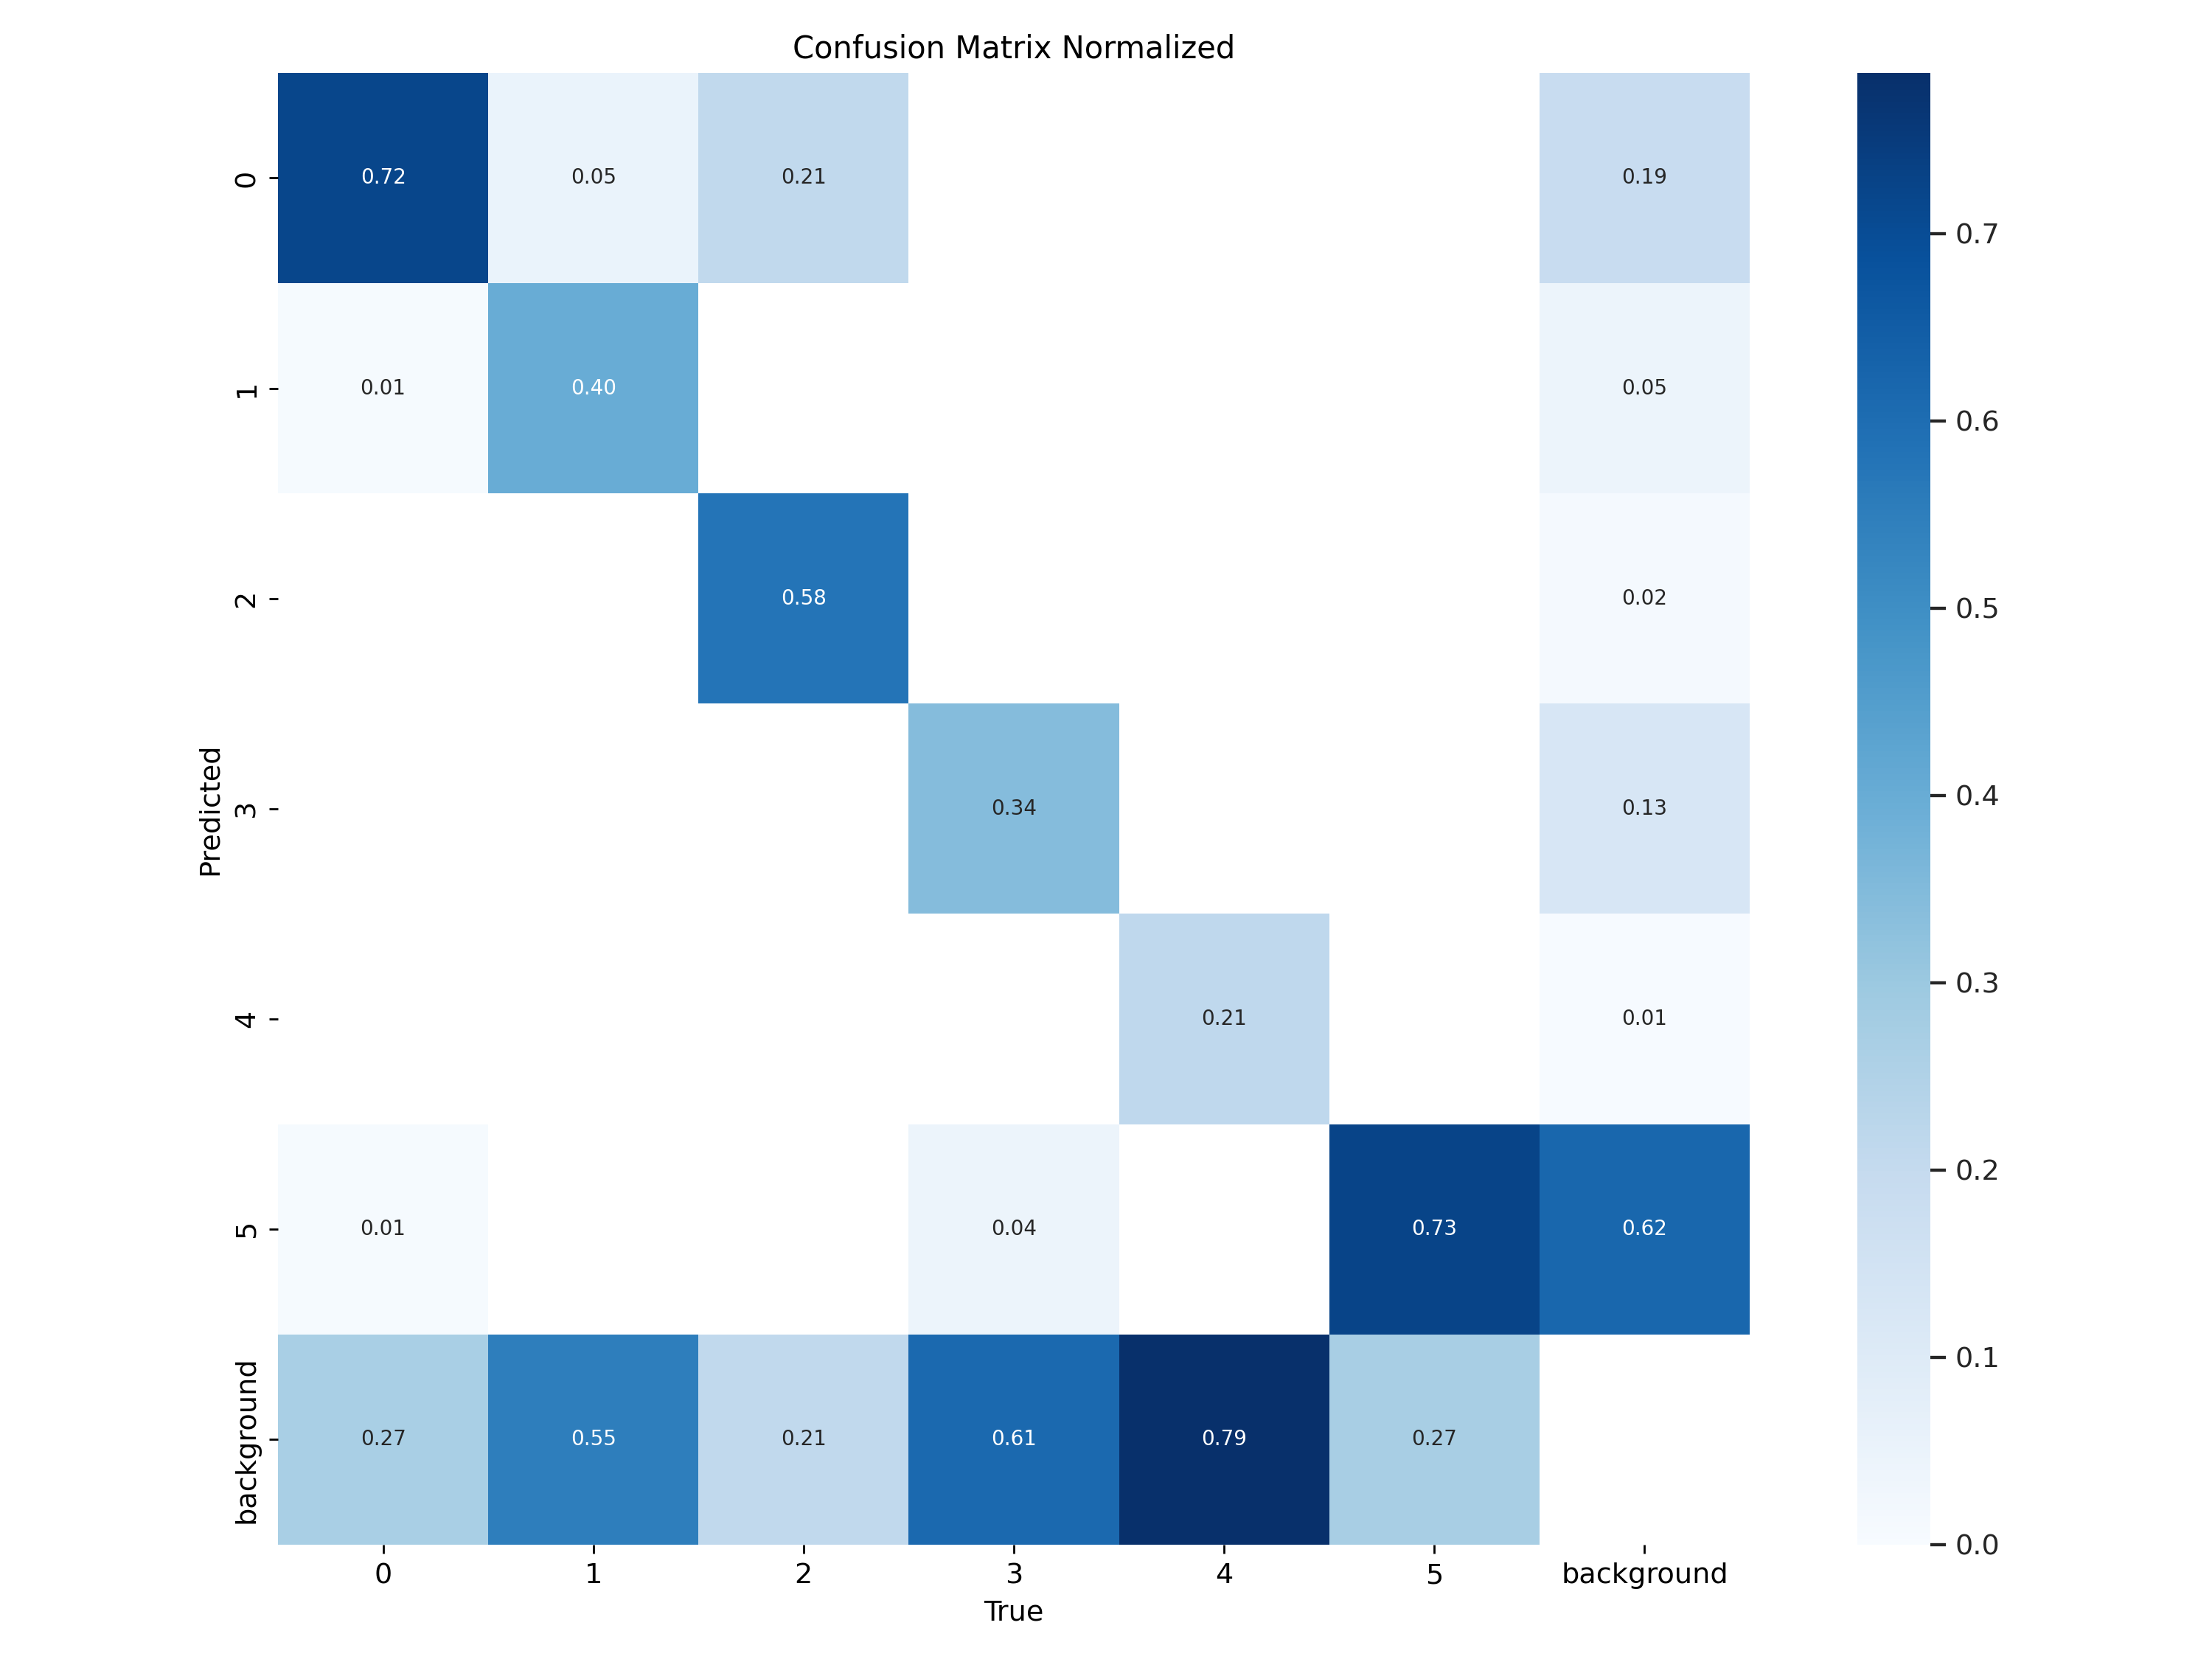 Confusion Matrix Normalized
0 0.72 0.05 0.21 0.19
1 0.01 0.40 0.05
2 0.58 0.02
3 0.34 0.13
4 0.21 0.01
5 0.01 0.04 0.73 0.62
background 0.27 0.55 0.21 0.61 0.79 0.27
0 1 2 3 4 5 background
True
Predicted
0.7
0.6
0.5
0.4
0.3
0.2
0.1
0.0